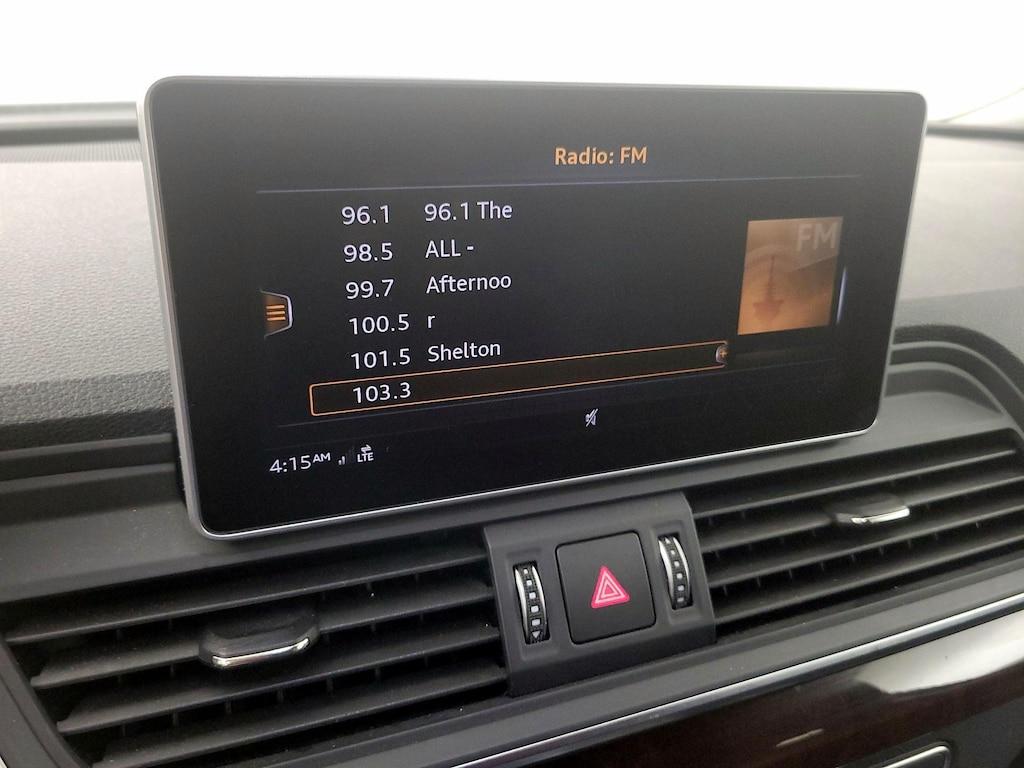 Radio: FM
96.1 96.1 The
98.5 ALL -
99.7 Afternoo
100.5 r
101.5 Shelton
103.3
FM
4:15AM LTE